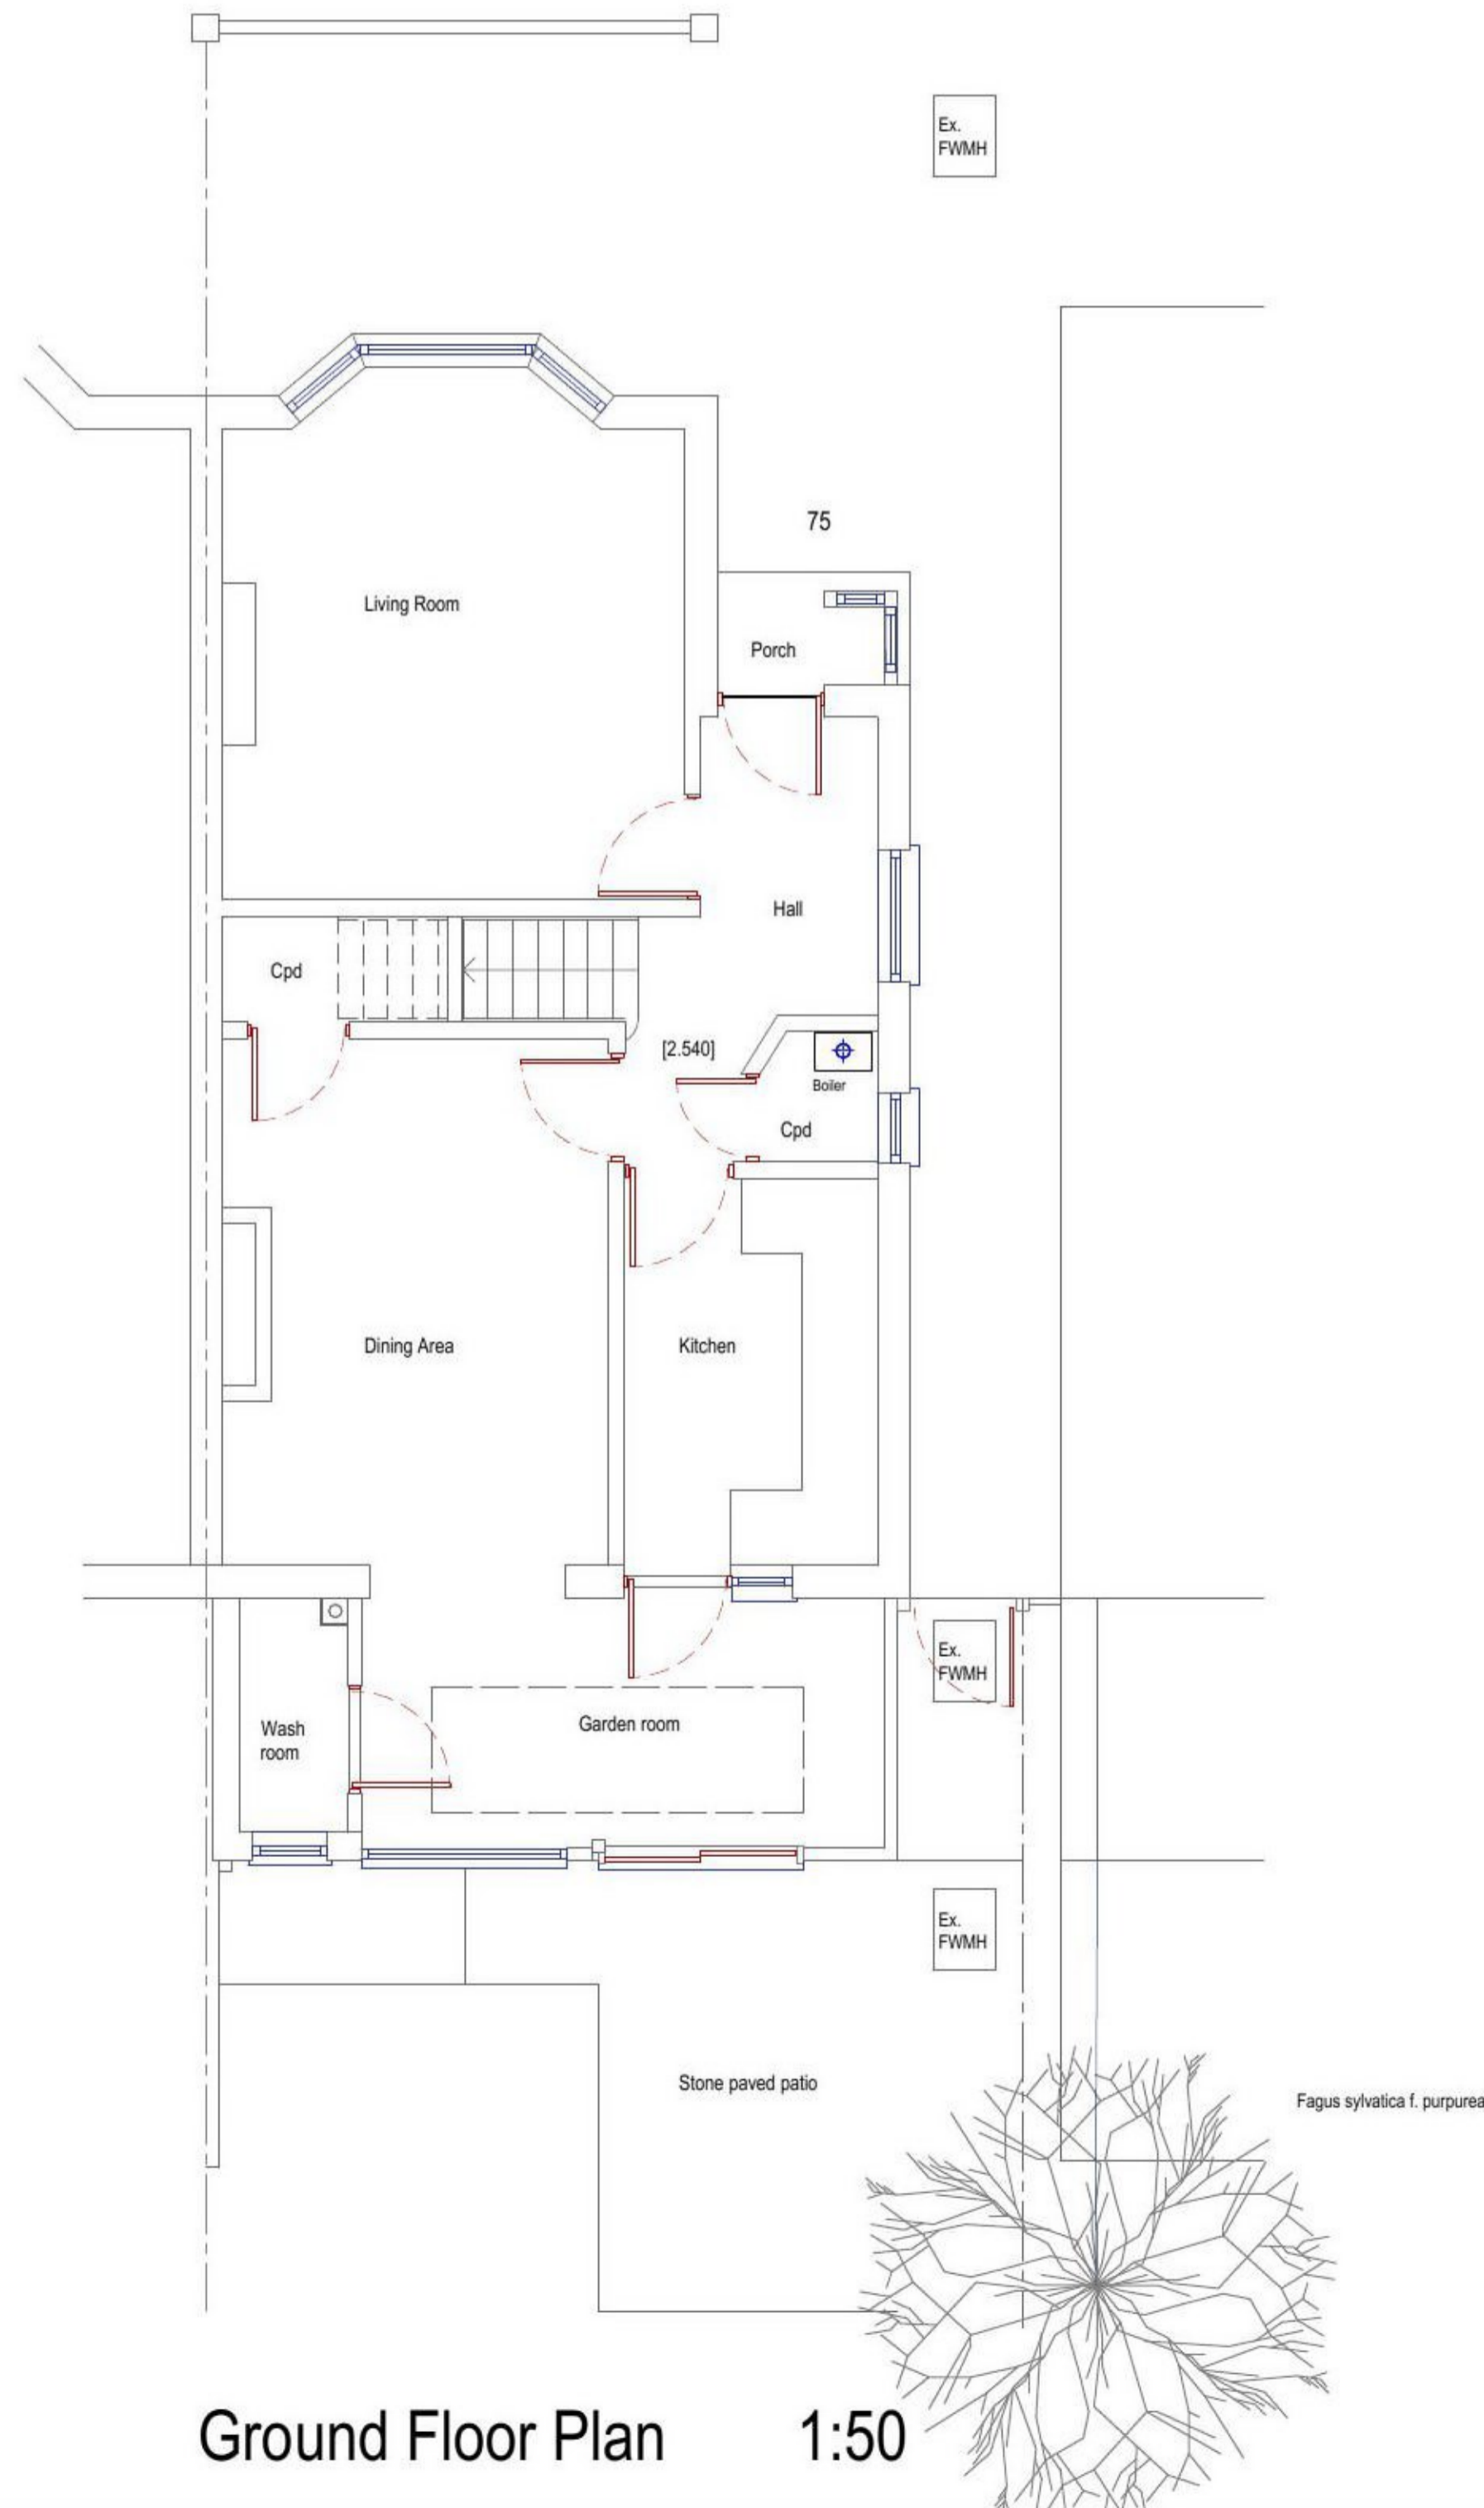 Ex.
FWMH
75
Living Room
Porch
Hall
Cpd
[2.540]
Boiler
Cpd
Dining Area
Kitchen
Ex.
FWMH
Wash
room
Garden room
Ex.
FWMH
Stone paved patio
Fagus sylvatica f. purpurea
Ground Floor Plan 1:50